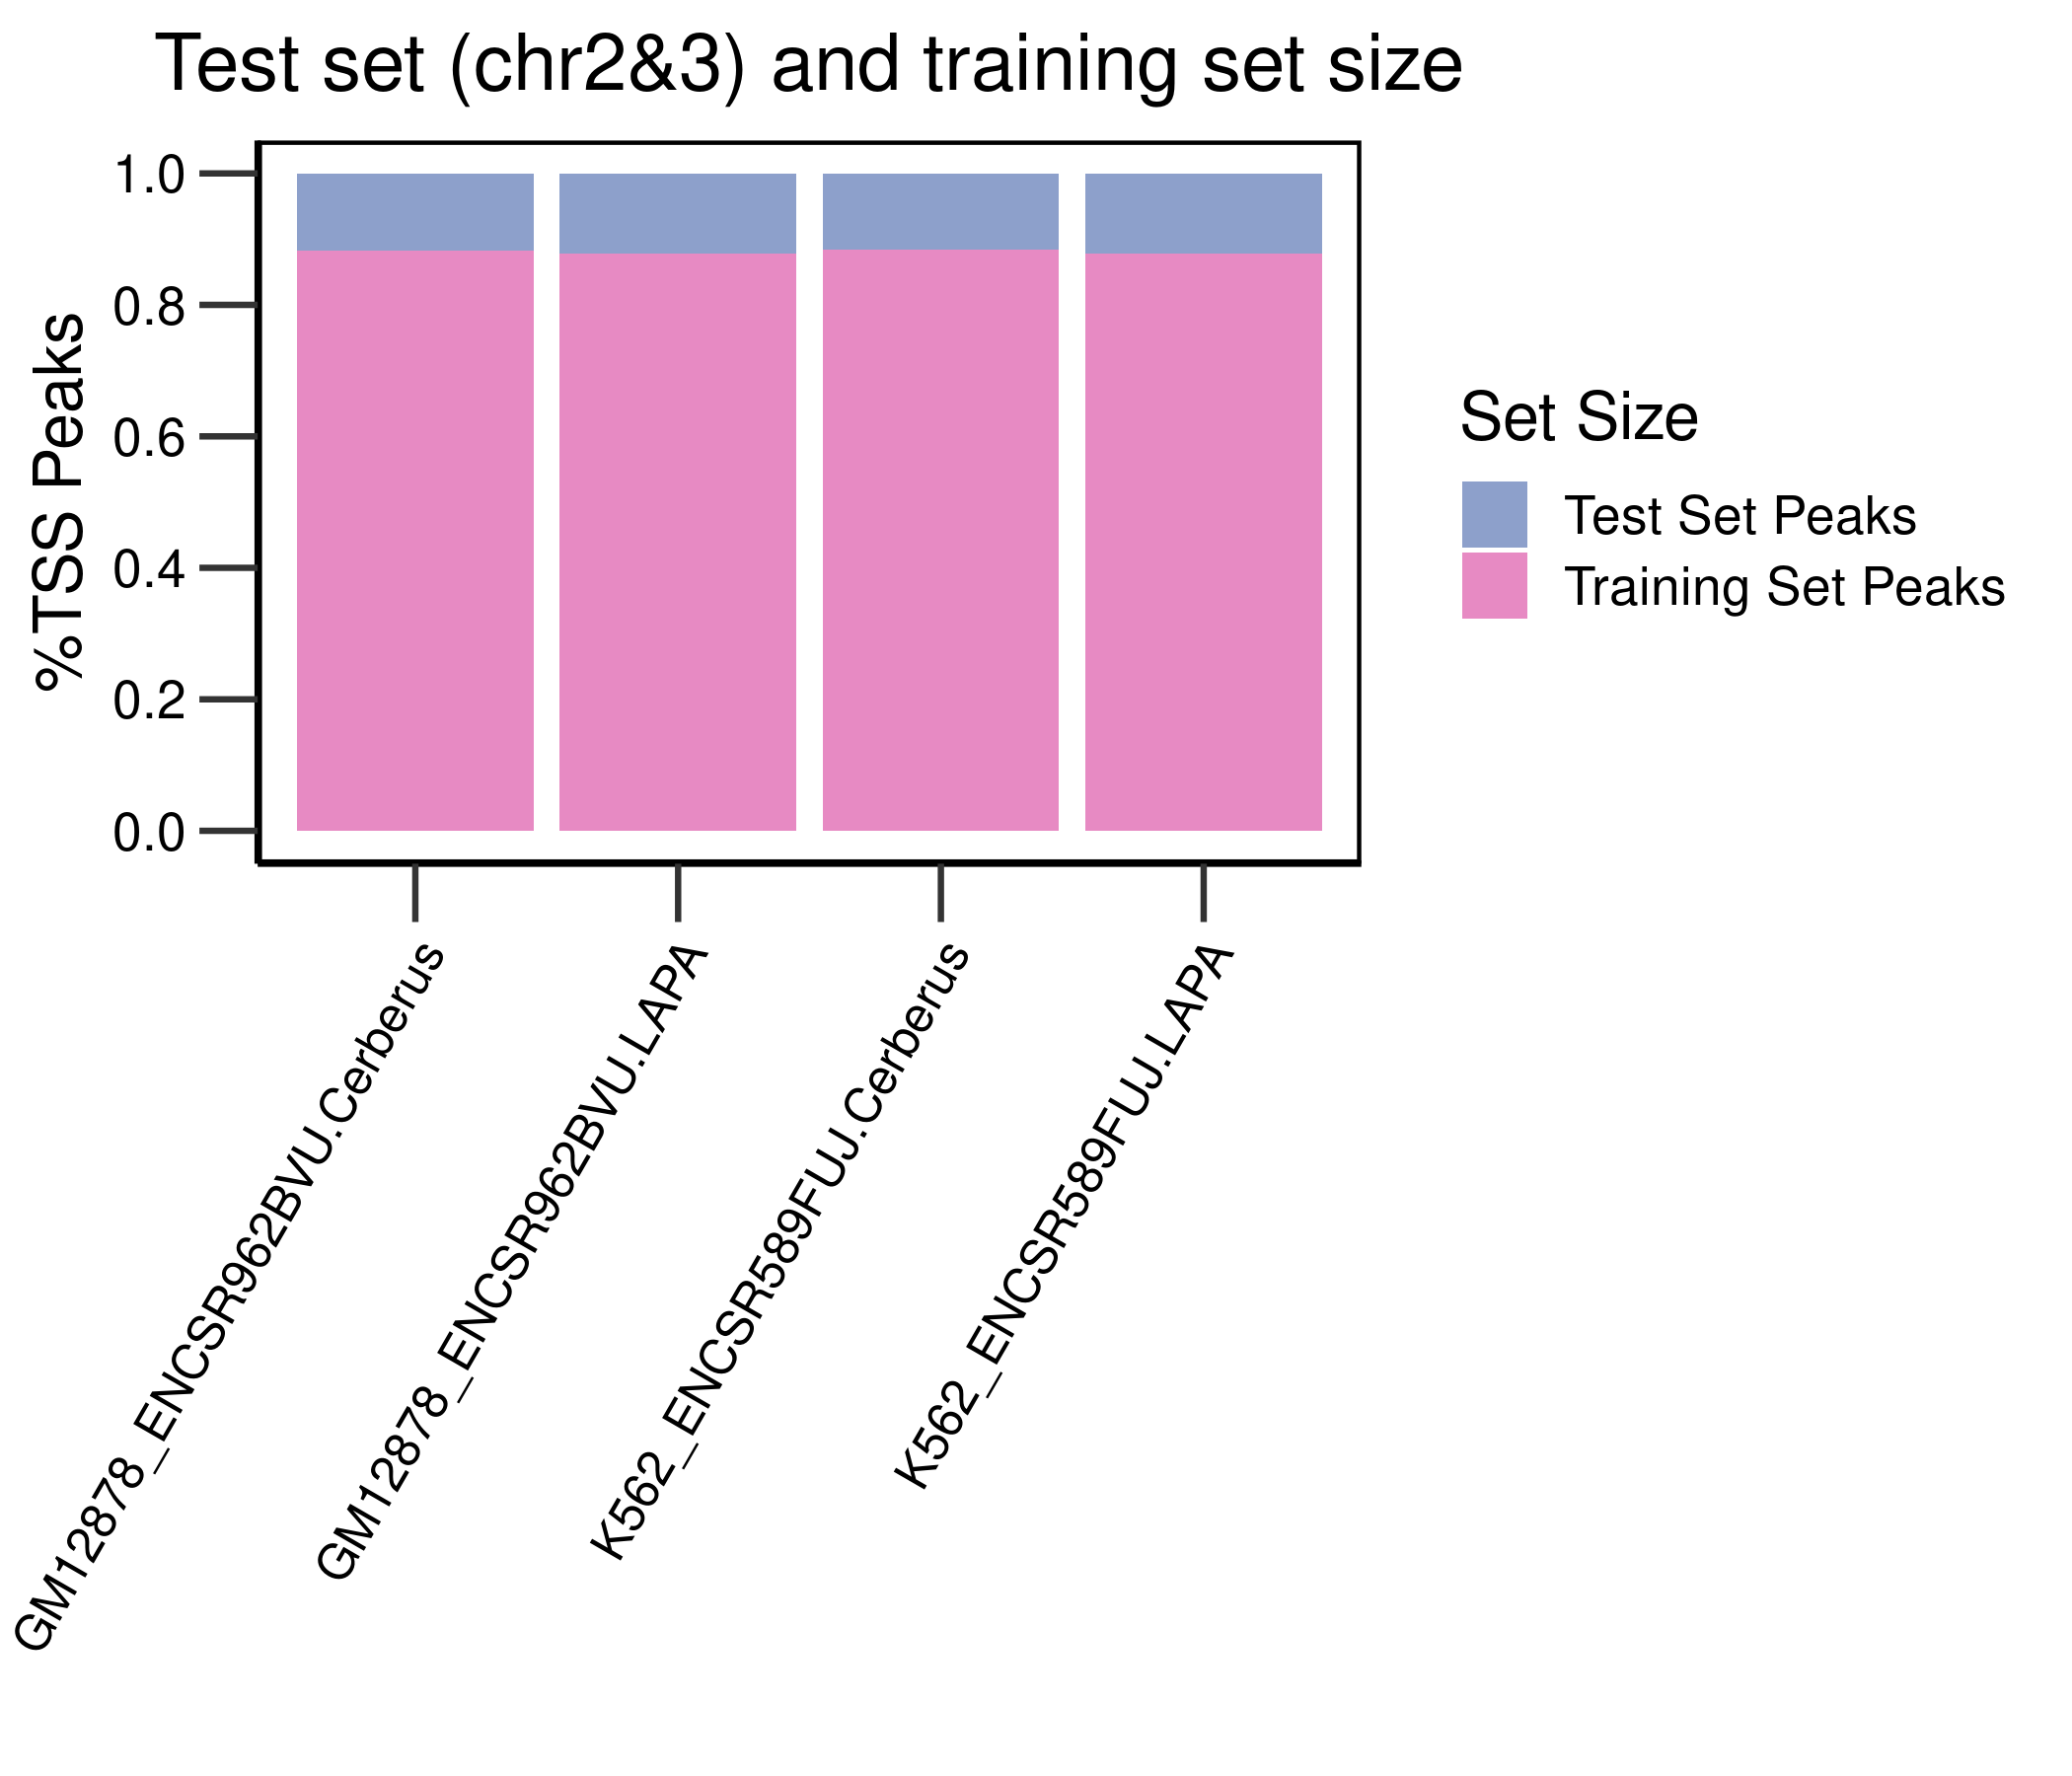 Test set (chr2&3) and training set size
%TSS Peaks
1.0
0.8
0.6
0.4
0.2
0.0
GM12878_ENCSR962BVU.Cerberus
GM12878_ENCSR962BVU.LAPA
K562_ENCSR589FUJ.Cerberus
K562_ENCSR589FUJ.LAPA
Set Size
Test Set Peaks
Training Set Peaks